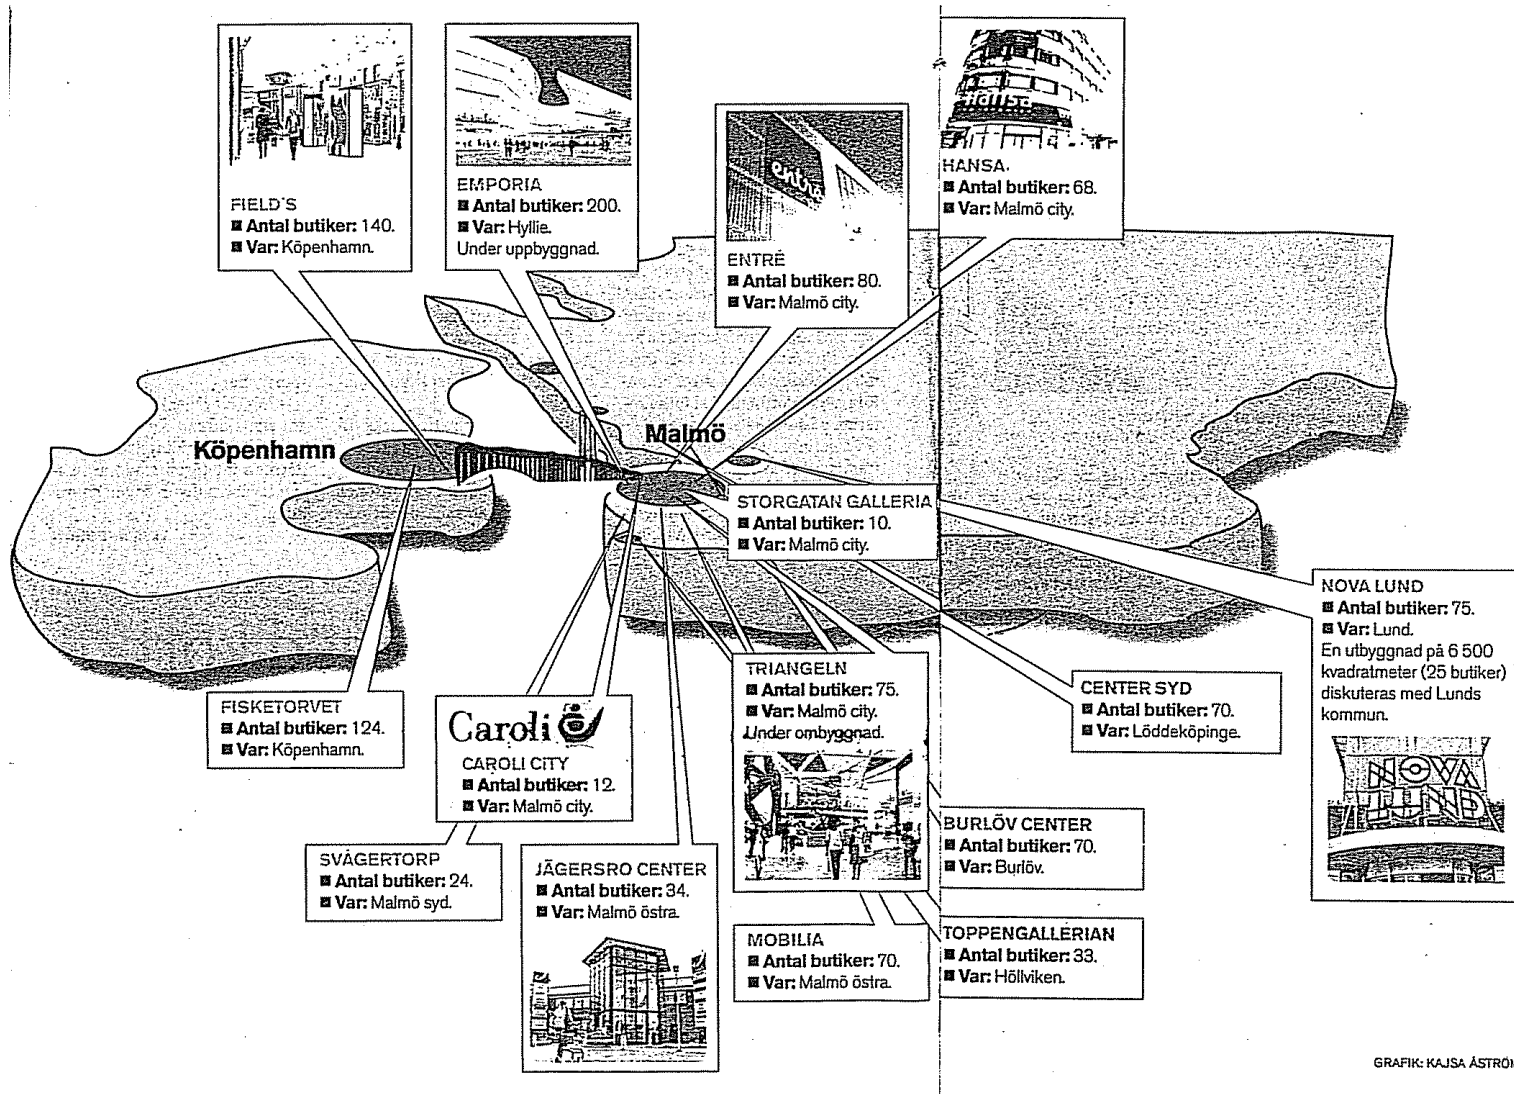 FIELD'S
Antal butiker: 140.
Var: Köpenhamn.
EMPORIA
Antal butiker: 200.
Var: Hyllie.
Under uppbyggnad.
entré
ENTRÉ
Antal butiker: 80.
Var: Malmö city.
HANSA.
Antal butiker: 68.
Var: Malmö city.
Köpenhamn
Malmö
STORGATAN GALLERIA
Antal butiker: 10.
Var: Malmö city.
NOVA LUND
Antal butiker: 75.
Var: Lund.
En utbyggnad på 6 500
kvadratmeter (25 butiker)
diskuteras med Lunds
kommun.
NOVA
LUND
FISKETORVET
Antal butiker: 124.
Var: Köpenhamn.
Caroli
CAROLI CITY
Antal butiker: 12.
Var: Malmö city.
TRIANGELN
Antal butiker: 75.
Var: Malmö city.
Under ombyggnad.
CENTER SYD
Antal butiker: 70.
Var: Löddeköpinge.
SVÅGERTORP
Antal butiker: 24.
Var: Malmö syd.
JÄGERSRO CENTER
Antal butiker: 34.
Var: Malmö östra.
BURLÖV CENTER
Antal butiker: 70.
Var: Burlöv.
MOBILIA
Antal butiker: 70.
Var: Malmö östra.
TOPPENGALLERIAN
Antal butiker: 33.
Var: Höllviken.
GRAFIK: KAJSA ÅSTRÖ